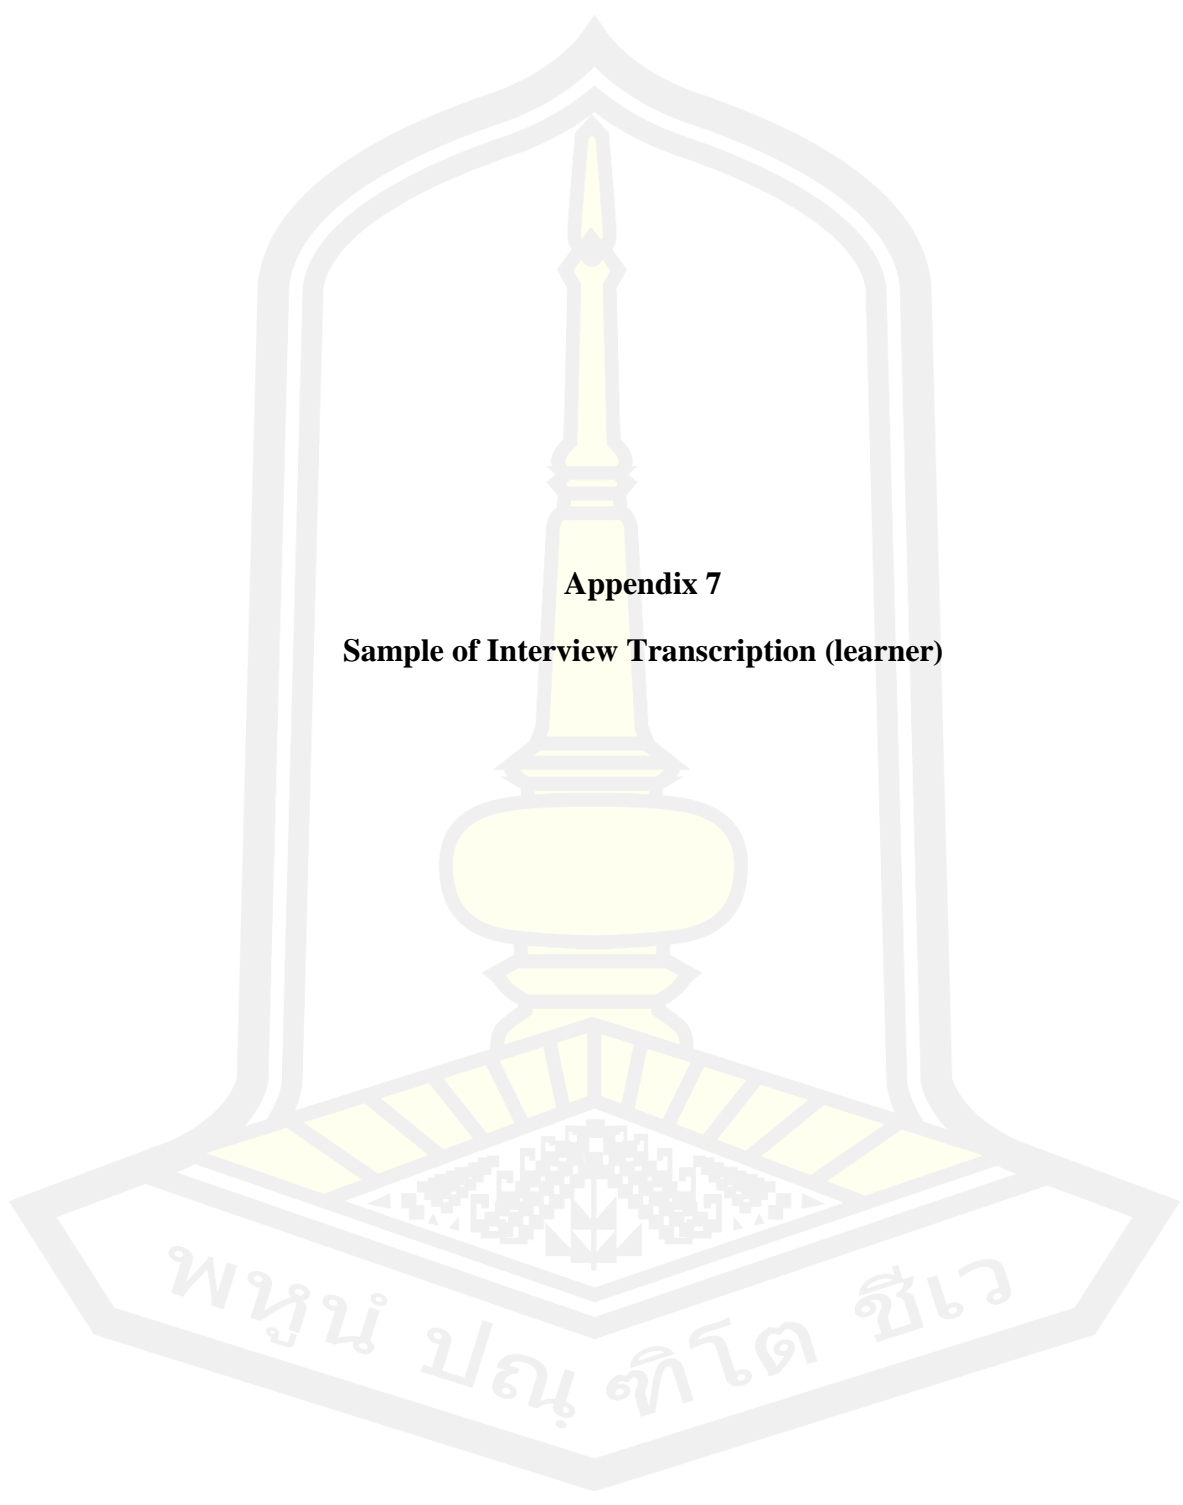 Appendix 7
Sample of Interview Transcription (learner)
พหูนํ ปณฺฑิโต ชีเว